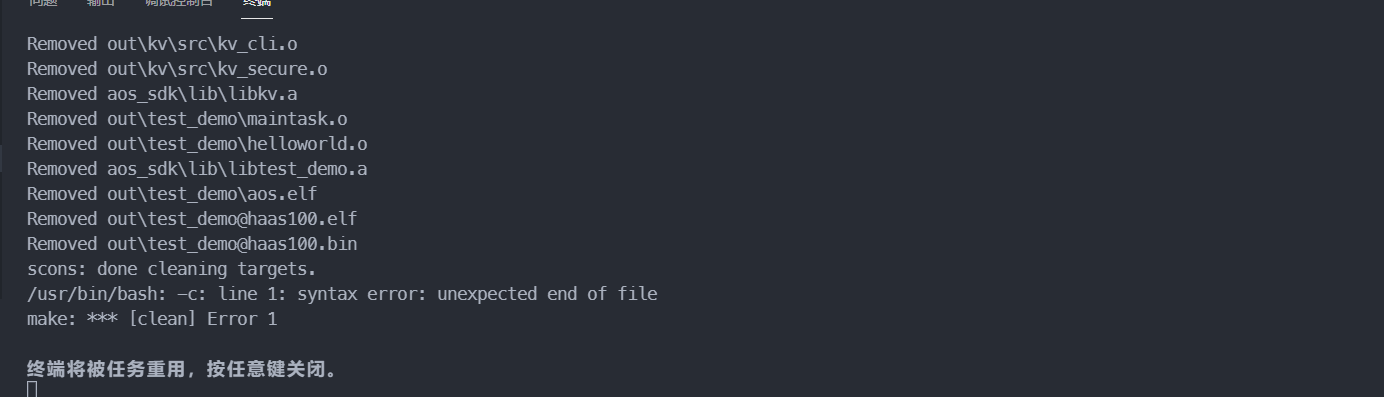 问题 输出 调试控制台 终端
Removed out\kv\src\kv_cli.o
Removed out\kv\src\kv_secure.o
Removed aos_sdk\lib\libkv.a
Removed out\test_demo\maintask.o
Removed out\test_demo\helloworld.o
Removed aos_sdk\lib\libtest_demo.a
Removed out\test_demo\aos.elf
Removed out\test_demo@haas100.elf
Removed out\test_demo@haas100.bin
scons: done cleaning targets.
/usr/bin/bash: -c: line 1: syntax error: unexpected end of file
make: *** [clean] Error 1
终端将被任务重用，按任意键关闭。